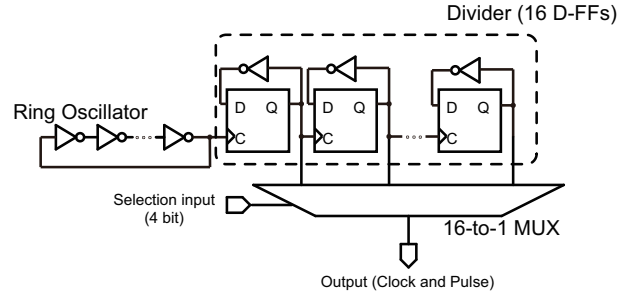 Divider (16 D-FFs)
Ring Oscillator
D Q
C
D Q
C
D Q
C
Selection input
(4 bit)
16-to-1 MUX
Output (Clock and Pulse)